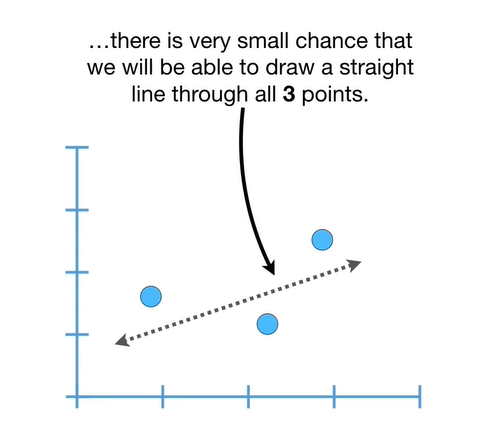 …there is very small chance that
we will be able to draw a straight
line through all 3 points.